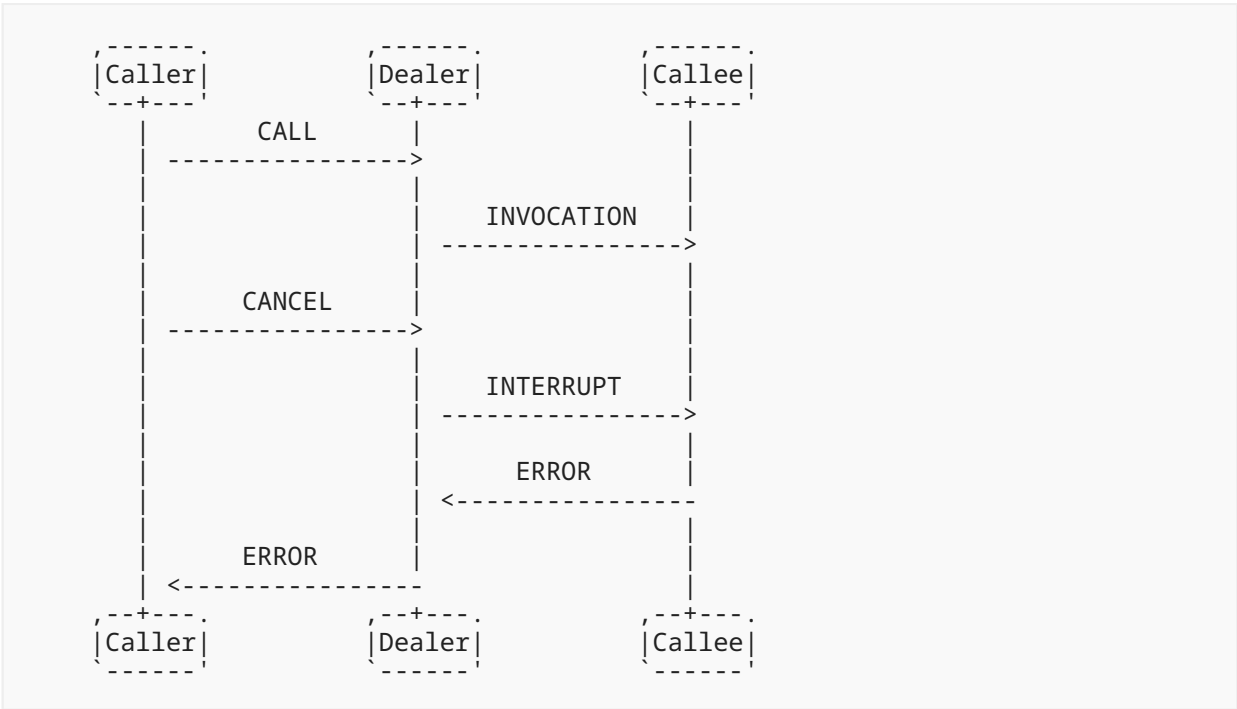 Caller Dealer Callee
CALL
INVOCATION
CANCEL
INTERRUPT
ERROR
ERROR
Caller Dealer Callee